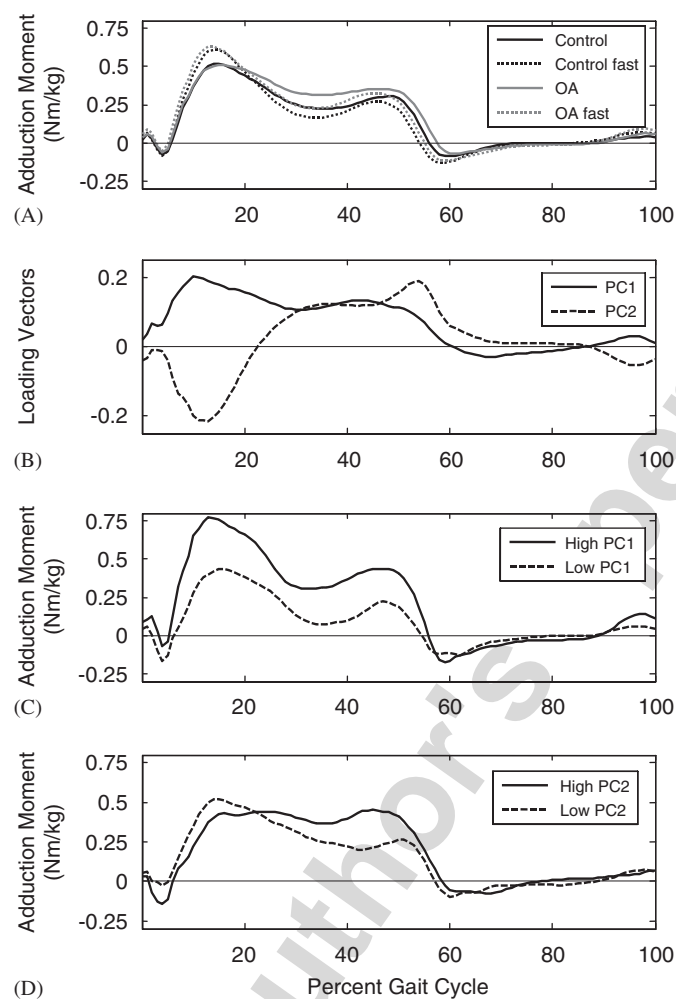 Adduction Moment
(Nm/kg)
0.75
0.5
0.25
0
-0.25
Control
Control fast
OA
OA fast
20
40
60
80
100
(A)
Loading Vectors
0.2
0
-0.2
PC1
PC2
20
40
60
80
100
(B)
Adduction Moment
(Nm/kg)
0.75
0.5
0.25
0
-0.25
High PC1
Low PC1
20
40
60
80
100
(C)
Adduction Moment
(Nm/kg)
0.75
0.5
0.25
0
-0.25
High PC2
Low PC2
20
40
60
80
100
(D)
Percent Gait Cycle
uthor's pe